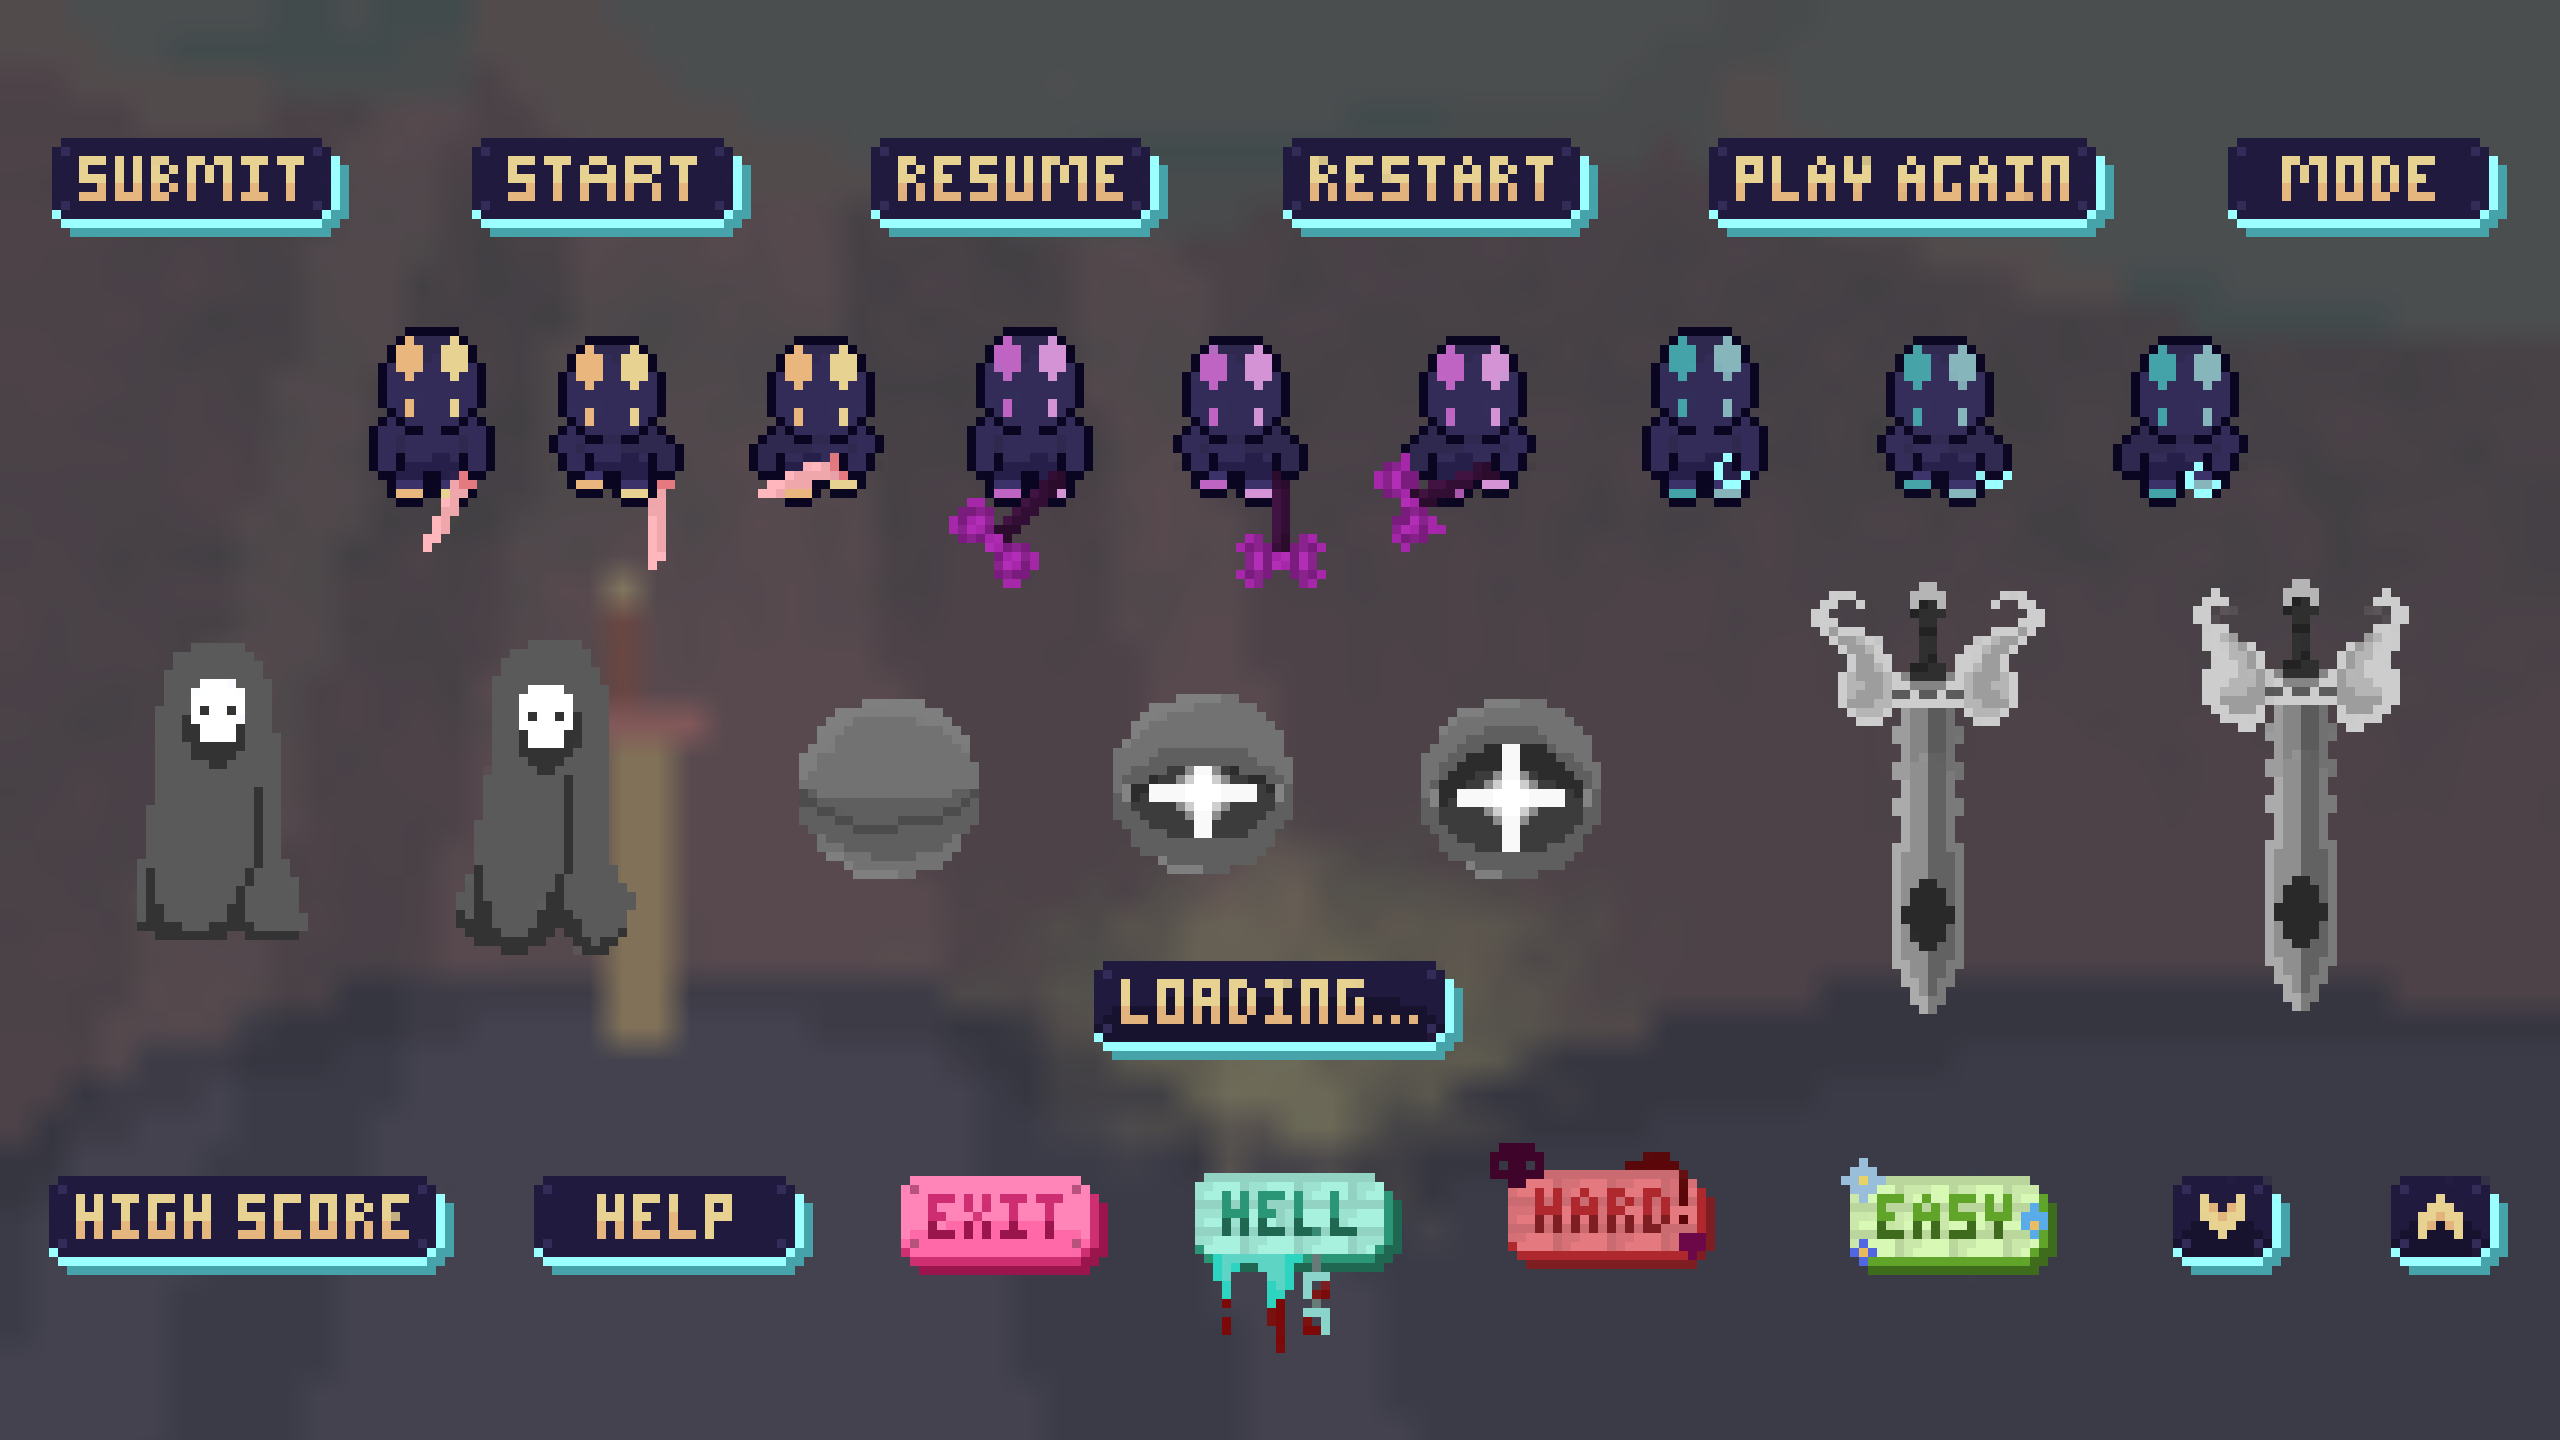 SUBMIT
START
RESUME
RESTART
PLAY AGAIN
MODE
LOADING...
HIGH SCORE
HELP
EXIT
HELL
HARD!
EASY